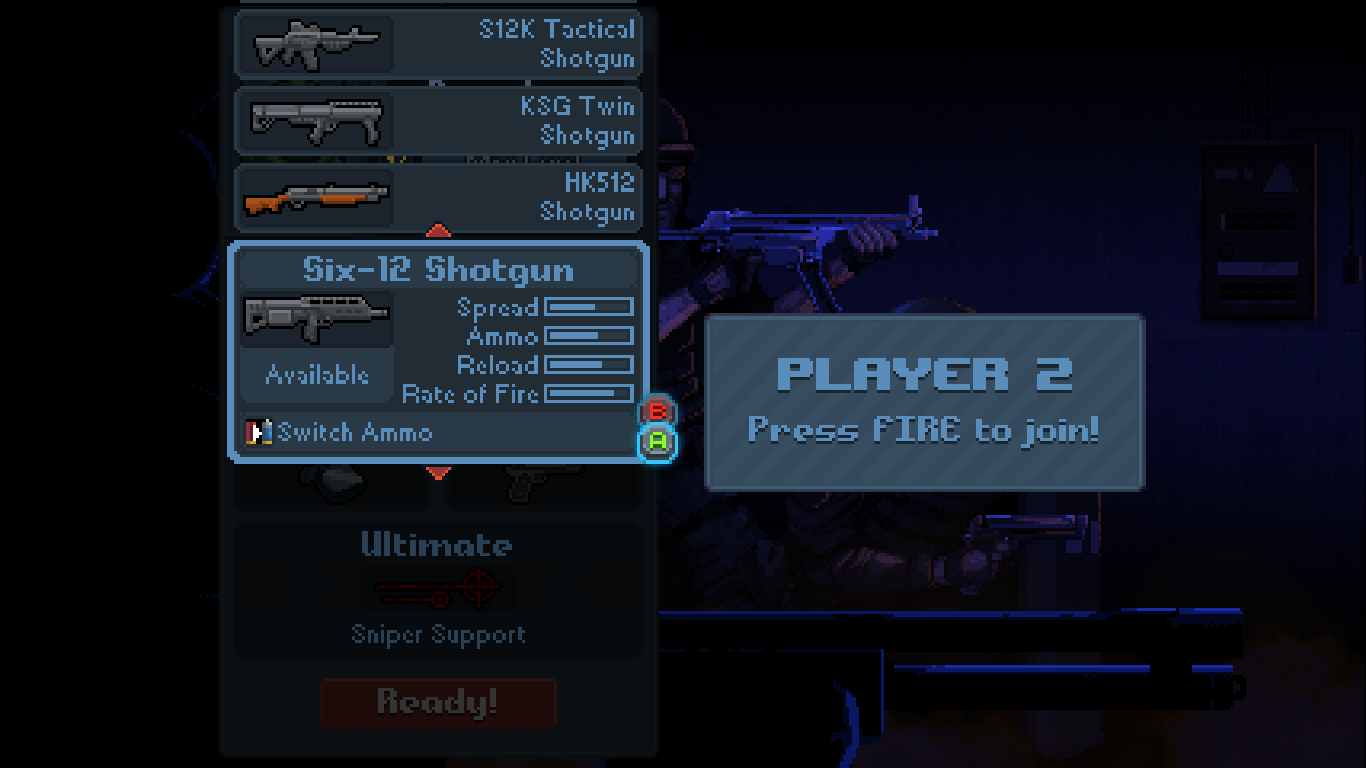 S12K Tactical
Shotgun
KSG Twin
Shotgun
HK512
Shotgun
Six-12 Shotgun
Spread
Ammo
Reload
Available
Rate of Fire
B
Switch Ammo
A
PLAYER 2
Press FIRE to join!
Ultimate
Sniper Support
Ready!